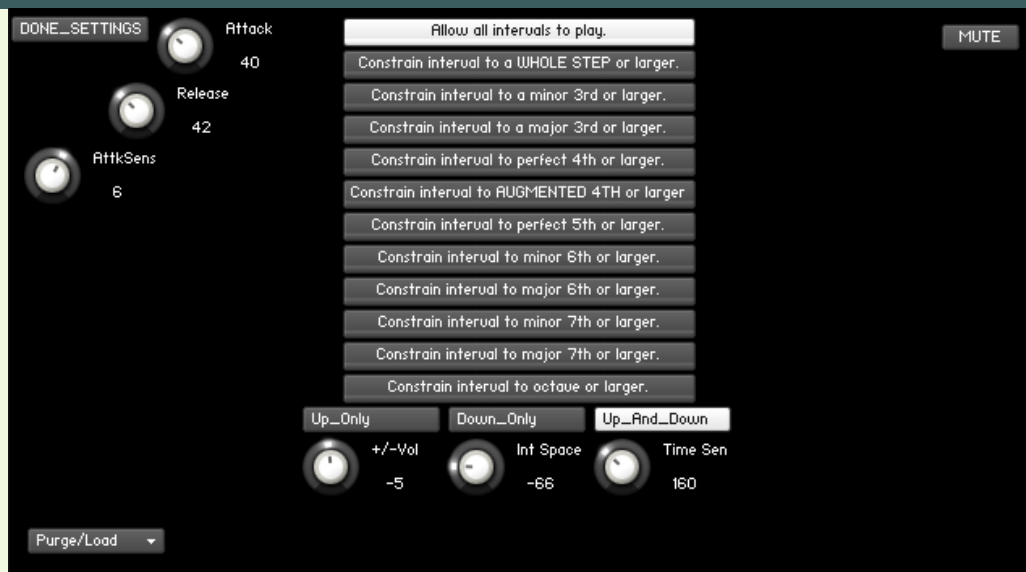 DONE_SETTINGS
Attack
40
Release
42
AttkSens
6
Allow all intervals to play.
Constrain interval to a WHOLE STEP or larger.
Constrain interval to a minor 3rd or larger.
Constrain interval to a major 3rd or larger.
Constrain interval to perfect 4th or larger.
Constrain interval to AUGMENTED 4TH or larger
Constrain interval to perfect 5th or larger.
Constrain interval to minor 6th or larger.
Constrain interval to major 6th or larger.
Constrain interval to minor 7th or larger.
Constrain interval to major 7th or larger.
Constrain interval to octave or larger.
Up_Only
Down_Only
Up_And_Down
+/-Vol
-5
Int Space
-66
Time Sen
160
MUTE
Purge/Load